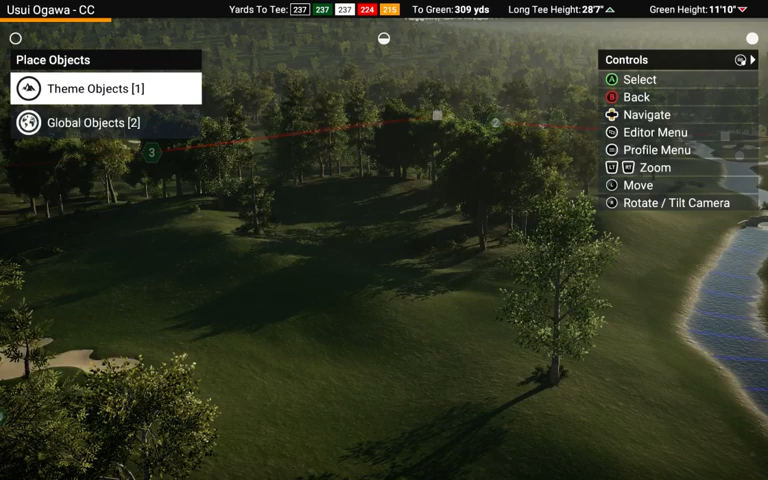 Usui Ogawa - CC
Yards To Tee: 237 237 237 224 215
To Green: 309 yds
Long Tee Height: 28'7"
Green Height: 11'10"
Place Objects
Theme Objects [1]
Global Objects [2]
Controls
A Select
B Back
Navigate
Editor Menu
Profile Menu
LT RT Zoom
L Move
R Rotate / Tilt Camera
3
2